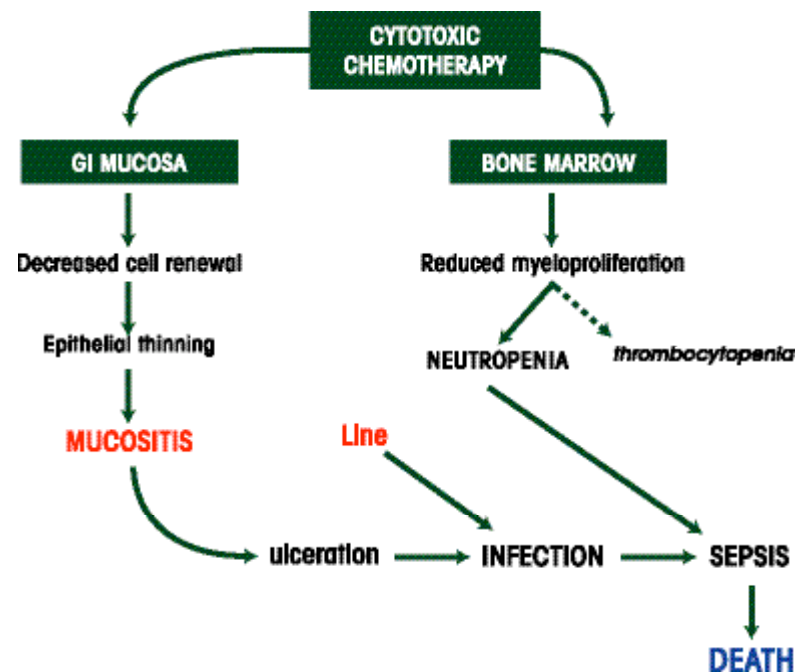 CYTOTOXIC
CHEMOTHERAPY
GI MUCOSA
BONE MARROW
Decreased cell renewal
Reduced myeloproliferation
Epithelial thinning
NEUTROPENIA
thrombocytopenia
MUCOSITIS
Line
ulceration
INFECTION
SEPSIS
DEATH